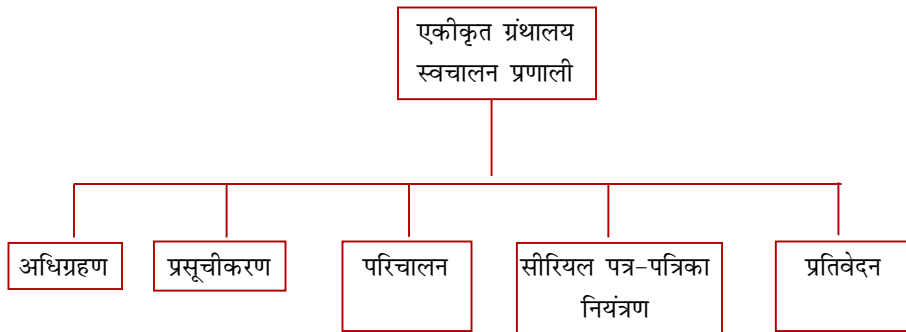 एकीकृत ग्रंथालय
स्वचालन प्रणाली
अधिग्रहण
प्रसूचीकरण
परिचालन
सीरियल पत्र-पत्रिका
नियंत्रण
प्रतिवेदन